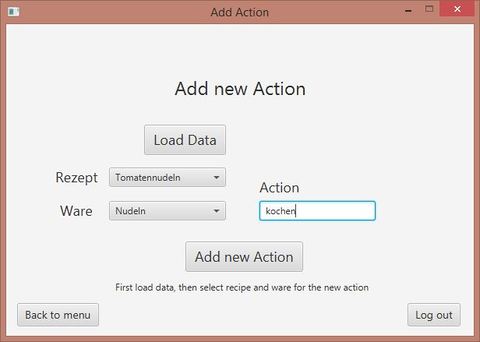 Add Action
Add new Action
Load Data
Rezept Tomatennudeln
Action
Ware Nudeln kochen
Add new Action
First load data, then select recipe and ware for the new action
Back to menu Log out